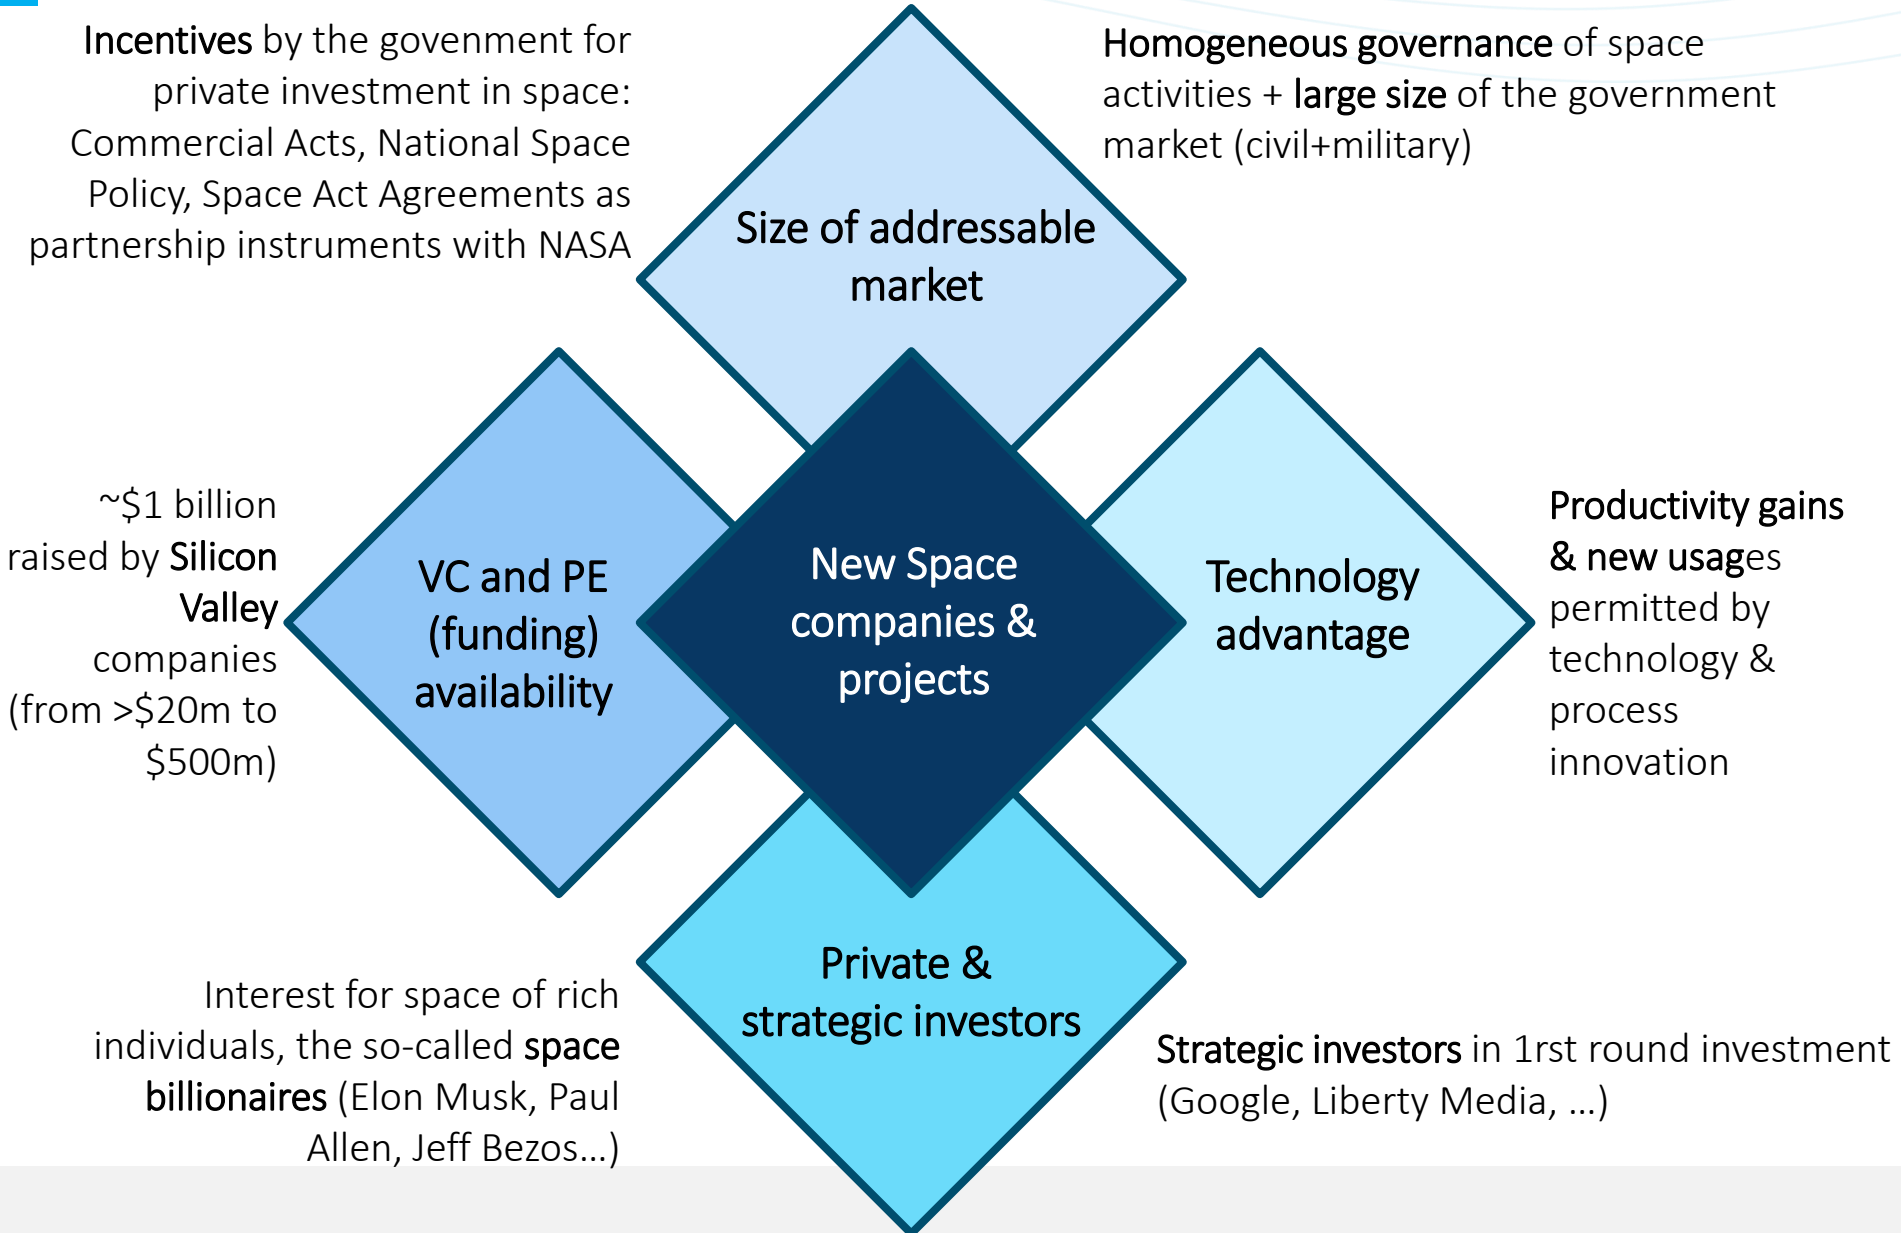 Incentives by the govenment for
private investment in space:
Commercial Acts, National Space
Policy, Space Act Agreements as
partnership instruments with NASA
Homogeneous governance of space
activities + large size of the government
market (civil+military)
Size of addressable
market
~$1 billion
raised by Silicon
Valley
companies
(from >$20m to
$500m)
VC and PE
(funding)
availability
New Space
companies &
projects
Technology
advantage
Productivity gains
& new usages
permitted by
technology &
process
innovation
Private &
strategic investors
Interest for space of rich
individuals, the so-called space
billionaires (Elon Musk, Paul
Allen, Jeff Bezos...)
Strategic investors in 1rst round investment
(Google, Liberty Media, ...)